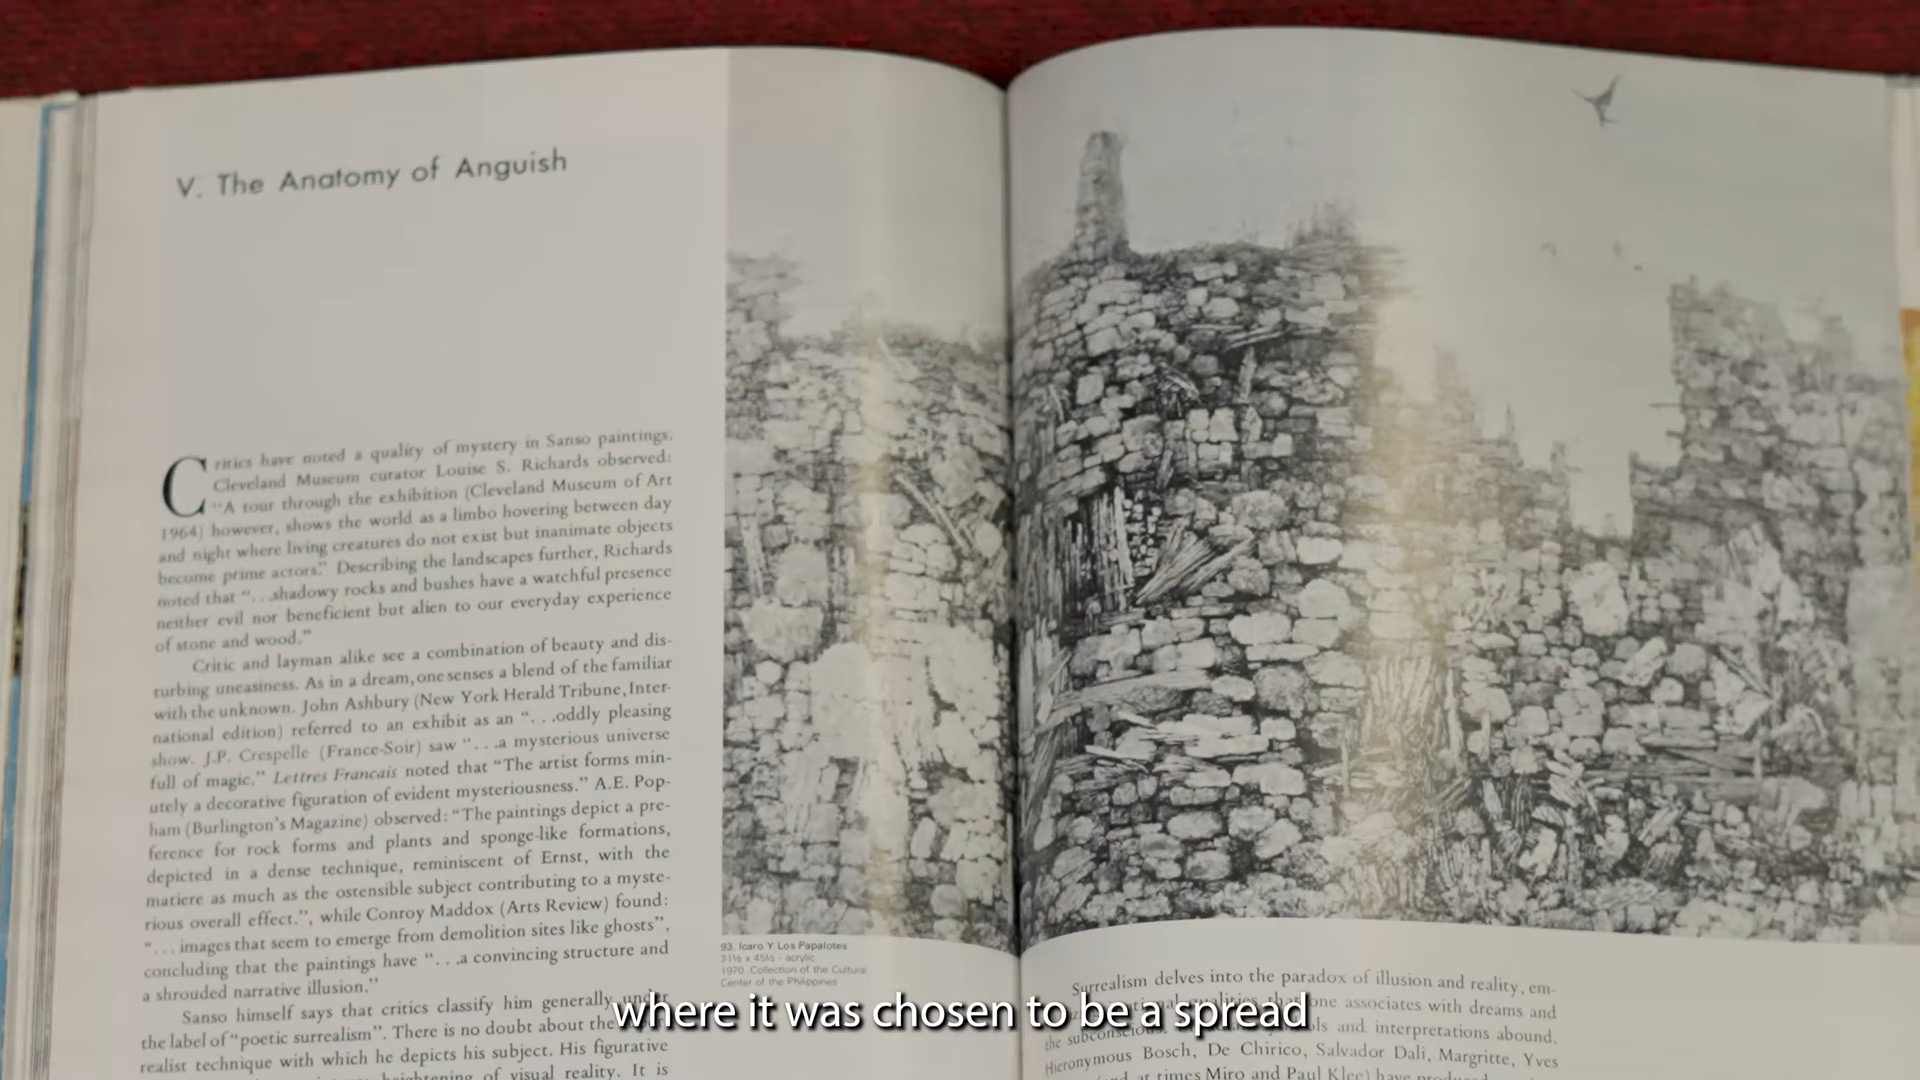 V. The Anatomy of Anguish
Critics have noted a quality of mystery in Sanso paintings.
Cleveland Museum curator Louise S. Richards observed:
"A tour through the exhibition (Cleveland Museum of Art
1964) however, shows the world as a limbo hovering between day
and night where living creatures do not exist but inanimate objects
become prime actors." Describing the landscapes further, Richards
noted that ". . .shadowy rocks and bushes have a watchful presence
neither evil nor beneficient but alien to our everyday experience
of stone and wood."
Critic and layman alike see a combination of beauty and dis-
turbing uneasiness. As in a dream, one senses a blend of the familiar
with the unknown. John Ashbury (New York Herald Tribune, Inter-
national edition) referred to an exhibit as an ". . .oddly pleasing
show. J.P. Crespelle (France-Soir) saw ". . .a mysterious universe
full of magic." Lettres Francais noted that "The artist forms min-
utely a decorative figuration of evident mysteriousness." A.E. Pop-
ham (Burlington's Magazine) observed: "The paintings depict a pre-
ference for rock forms and plants and sponge-like formations,
depicted in a dense technique, reminiscent of Ernst, with the
matiere as much as the ostensible subject contributing to a myste-
rious overall effect.", while Conroy Maddox (Arts Review) found:
". . . images that seem to emerge from demolition sites like ghosts",
concluding that the paintings have ". . .a convincing structure and
a shrouded narrative illusion."
Sanso himself says that critics classify him generally under
the label of "poetic surrealism". There is no doubt about the
realist technique with which he depicts his subject. His figurative
heightening of visual reality. It is
93. Icaro Y Los Papalotes
31½ x 45½ - acrylic
1970 Collection of the Cultural
Center of the Philippines
Surrealism delves into the paradox of illusion and reality, em-
qualities that one associates with dreams and
the subconscious. and interpretations abound.
Hieronymous Bosch, De Chirico, Salvador Dali, Margritte, Yves
at times Miro and Paul Klee) have
where it was chosen to be a spread